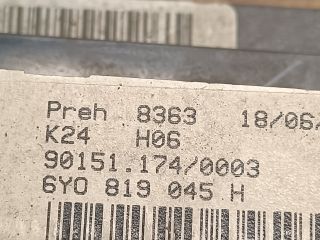 Preh 8363 18/06/
K24 H06
90151.174/0003
6Y0 819 045 H